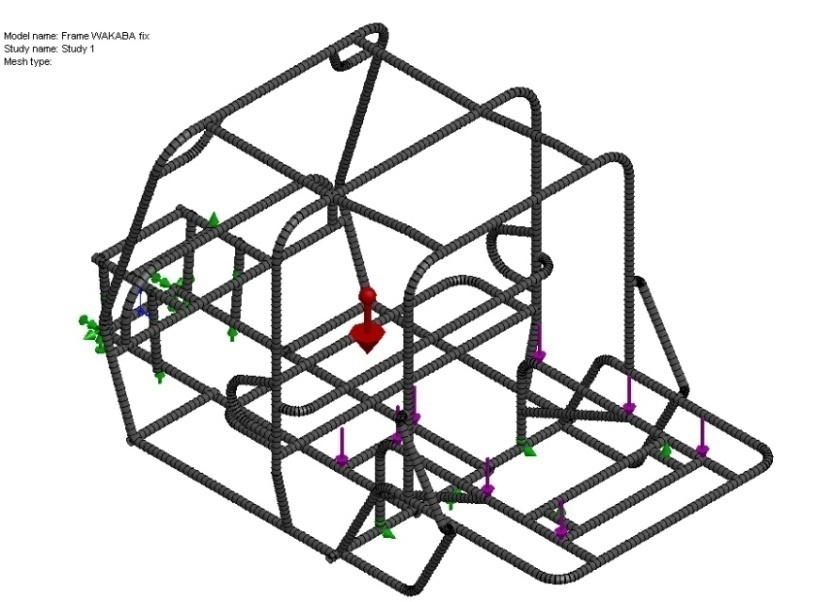 Model name: Frame WAKABA fix
Study name: Study 1
Mesh type: